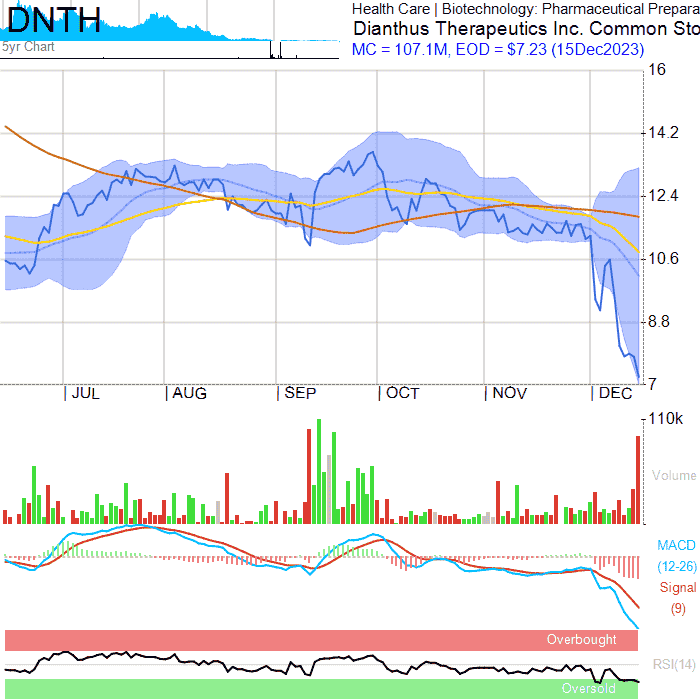 DNTH
5yr Chart
Health Care | Biotechnology: Pharmaceutical Prepara
Dianthus Therapeutics Inc. Common Sto
MC = 107.1M, EOD = $7.23 (15Dec2023)
16
14.2
12.4
10.6
8.8
7
JUL
AUG
SEP
OCT
NOV
DEC
110k
Volume
MACD
(12-26)
Signal
(9)
Overbought
RSI(14)
Oversold